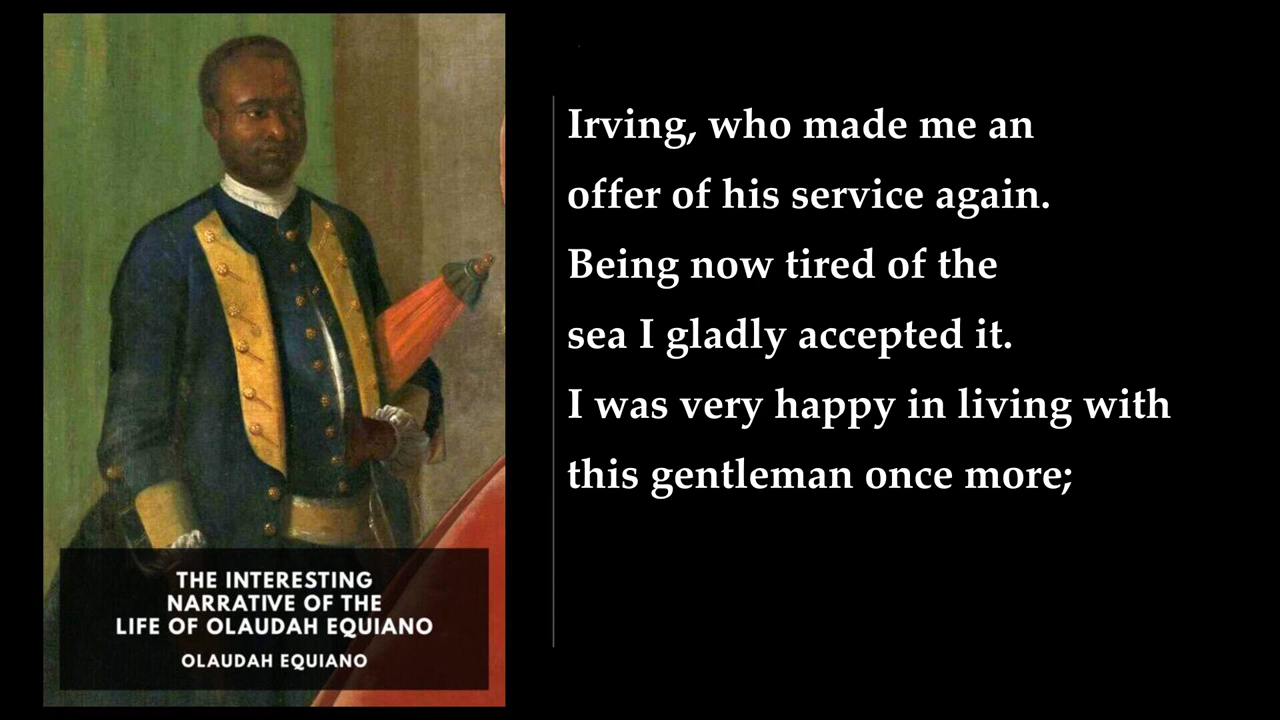 Irving, who made me an
offer of his service again.
Being now tired of the
sea I gladly accepted it.
I was very happy in living with
this gentleman once more;
THE INTERESTING
NARRATIVE OF THE
LIFE OF OLAUDAH EQUIANO
OLAUDAH EQUIANO